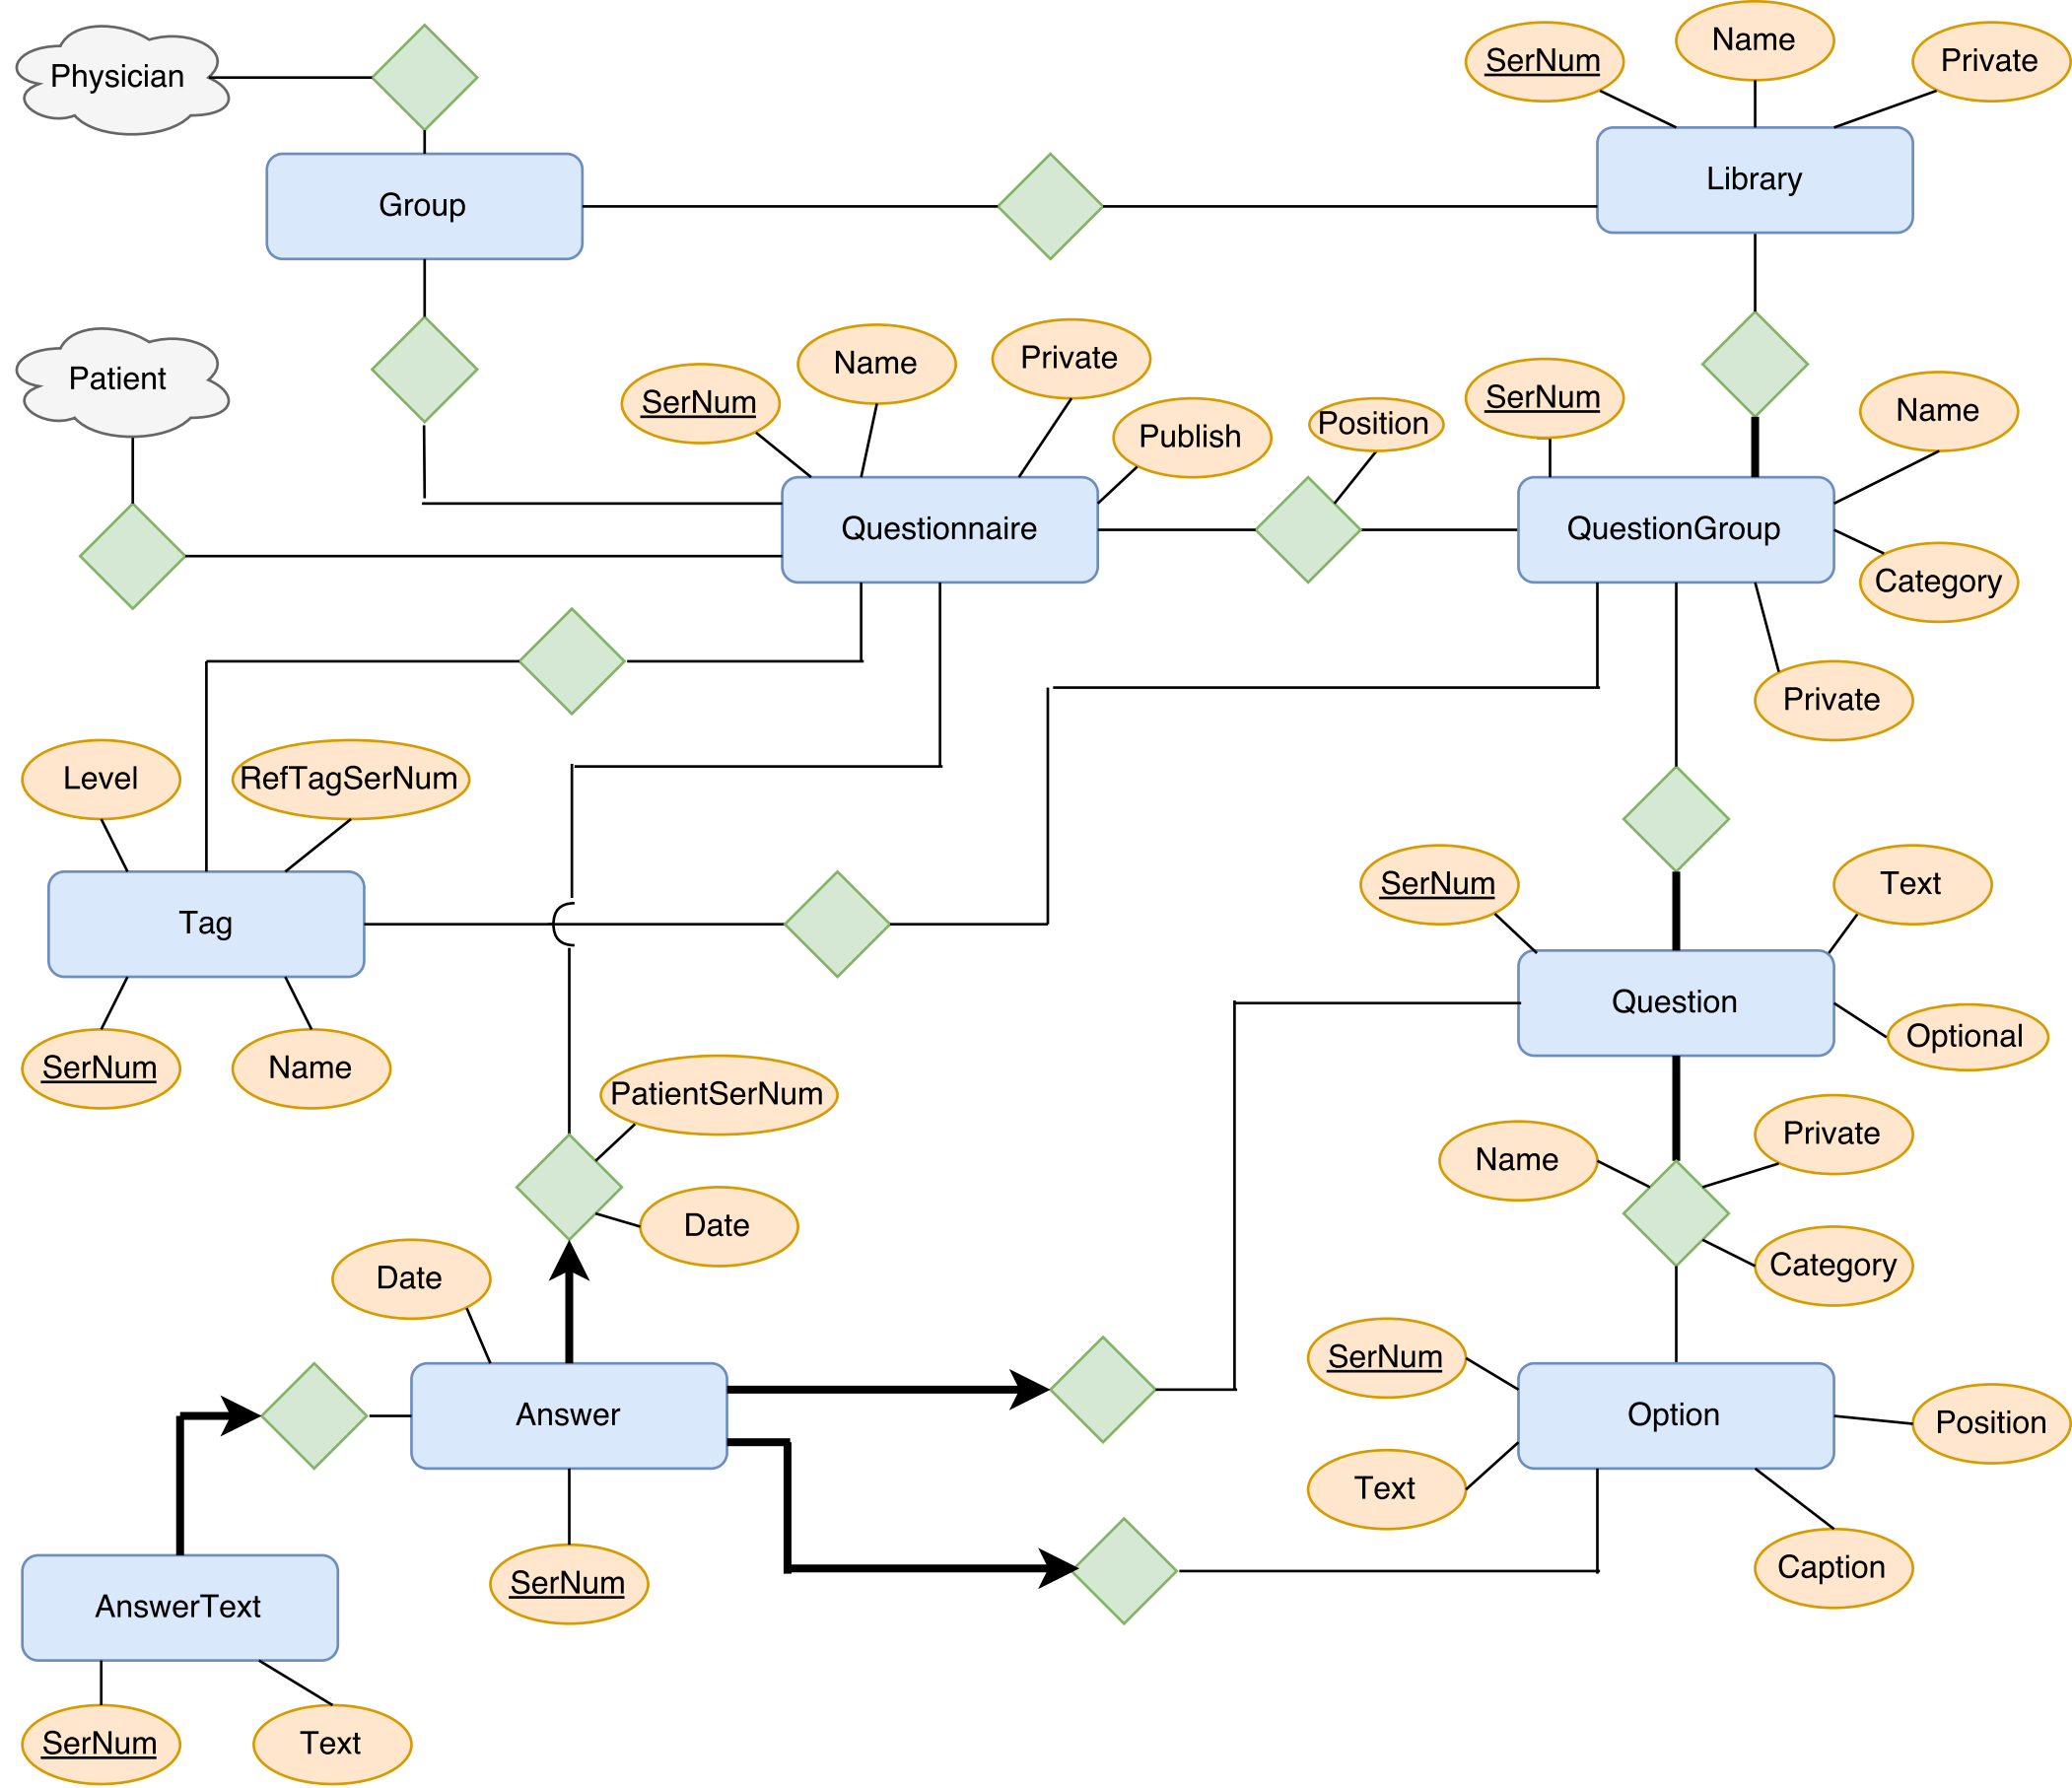 Name
SerNum
Private
Physician
Library
Group
Name
Private
Patient
SerNum
SerNum
Name
Position
Publish
Questionnaire
QuestionGroup
Category
Private
Level
RefTagSerNum
SerNum
Text
Tag
Question
Optional
SerNum
Name
PatientSerNum
Private
Name
Date
Category
Date
SerNum
Answer
Option
Position
Text
Caption
SerNum
AnswerText
SerNum
Text